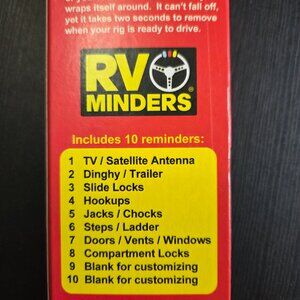 wraps itself around. It can't fall off,
yet it takes two seconds to remove
when your rig is ready to drive.
RV
MINDERS®
Includes 10 reminders:
1 TV / Satellite Antenna
2 Dinghy / Trailer
3 Slide Locks
4 Hookups
5 Jacks / Chocks
6 Steps / Ladder
7 Doors / Vents / Windows
8 Compartment Locks
9 Blank for customizing
10 Blank for customizing